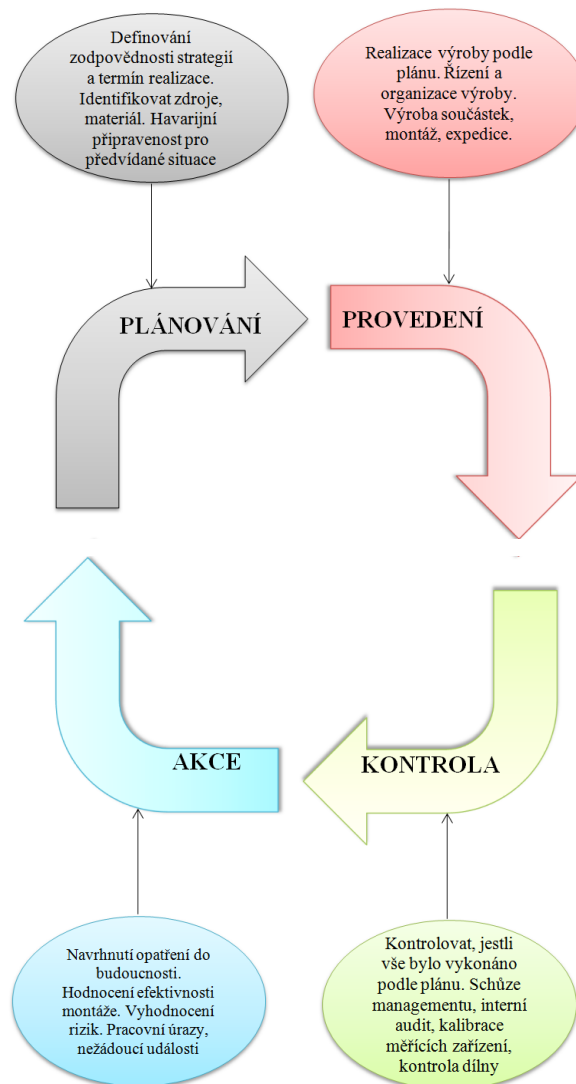 Definování
zodpovědnosti strategií
a termín realizace.
Identifikovat zdroje,
materiál. Havarijní
připravenost pro
předvídané situace
Realizace výroby podle
plánu. Řízení a
organizace výroby.
Výroba součástek,
montáž, expedice.
PLÁNOVÁNÍ
PROVEDENÍ
AKCE
KONTROLA
Navrhnutí opatření do
budoucnosti.
Hodnocení efektivnosti
montáže. Vyhodnocení
rizik. Pracovní úrazy,
nežádoucí události
Kontrolovat, jestli
vše bylo vykonáno
podle plánu. Schůze
managementu, interní
audit, kalibrace
měřících zařízení,
kontrola dílny